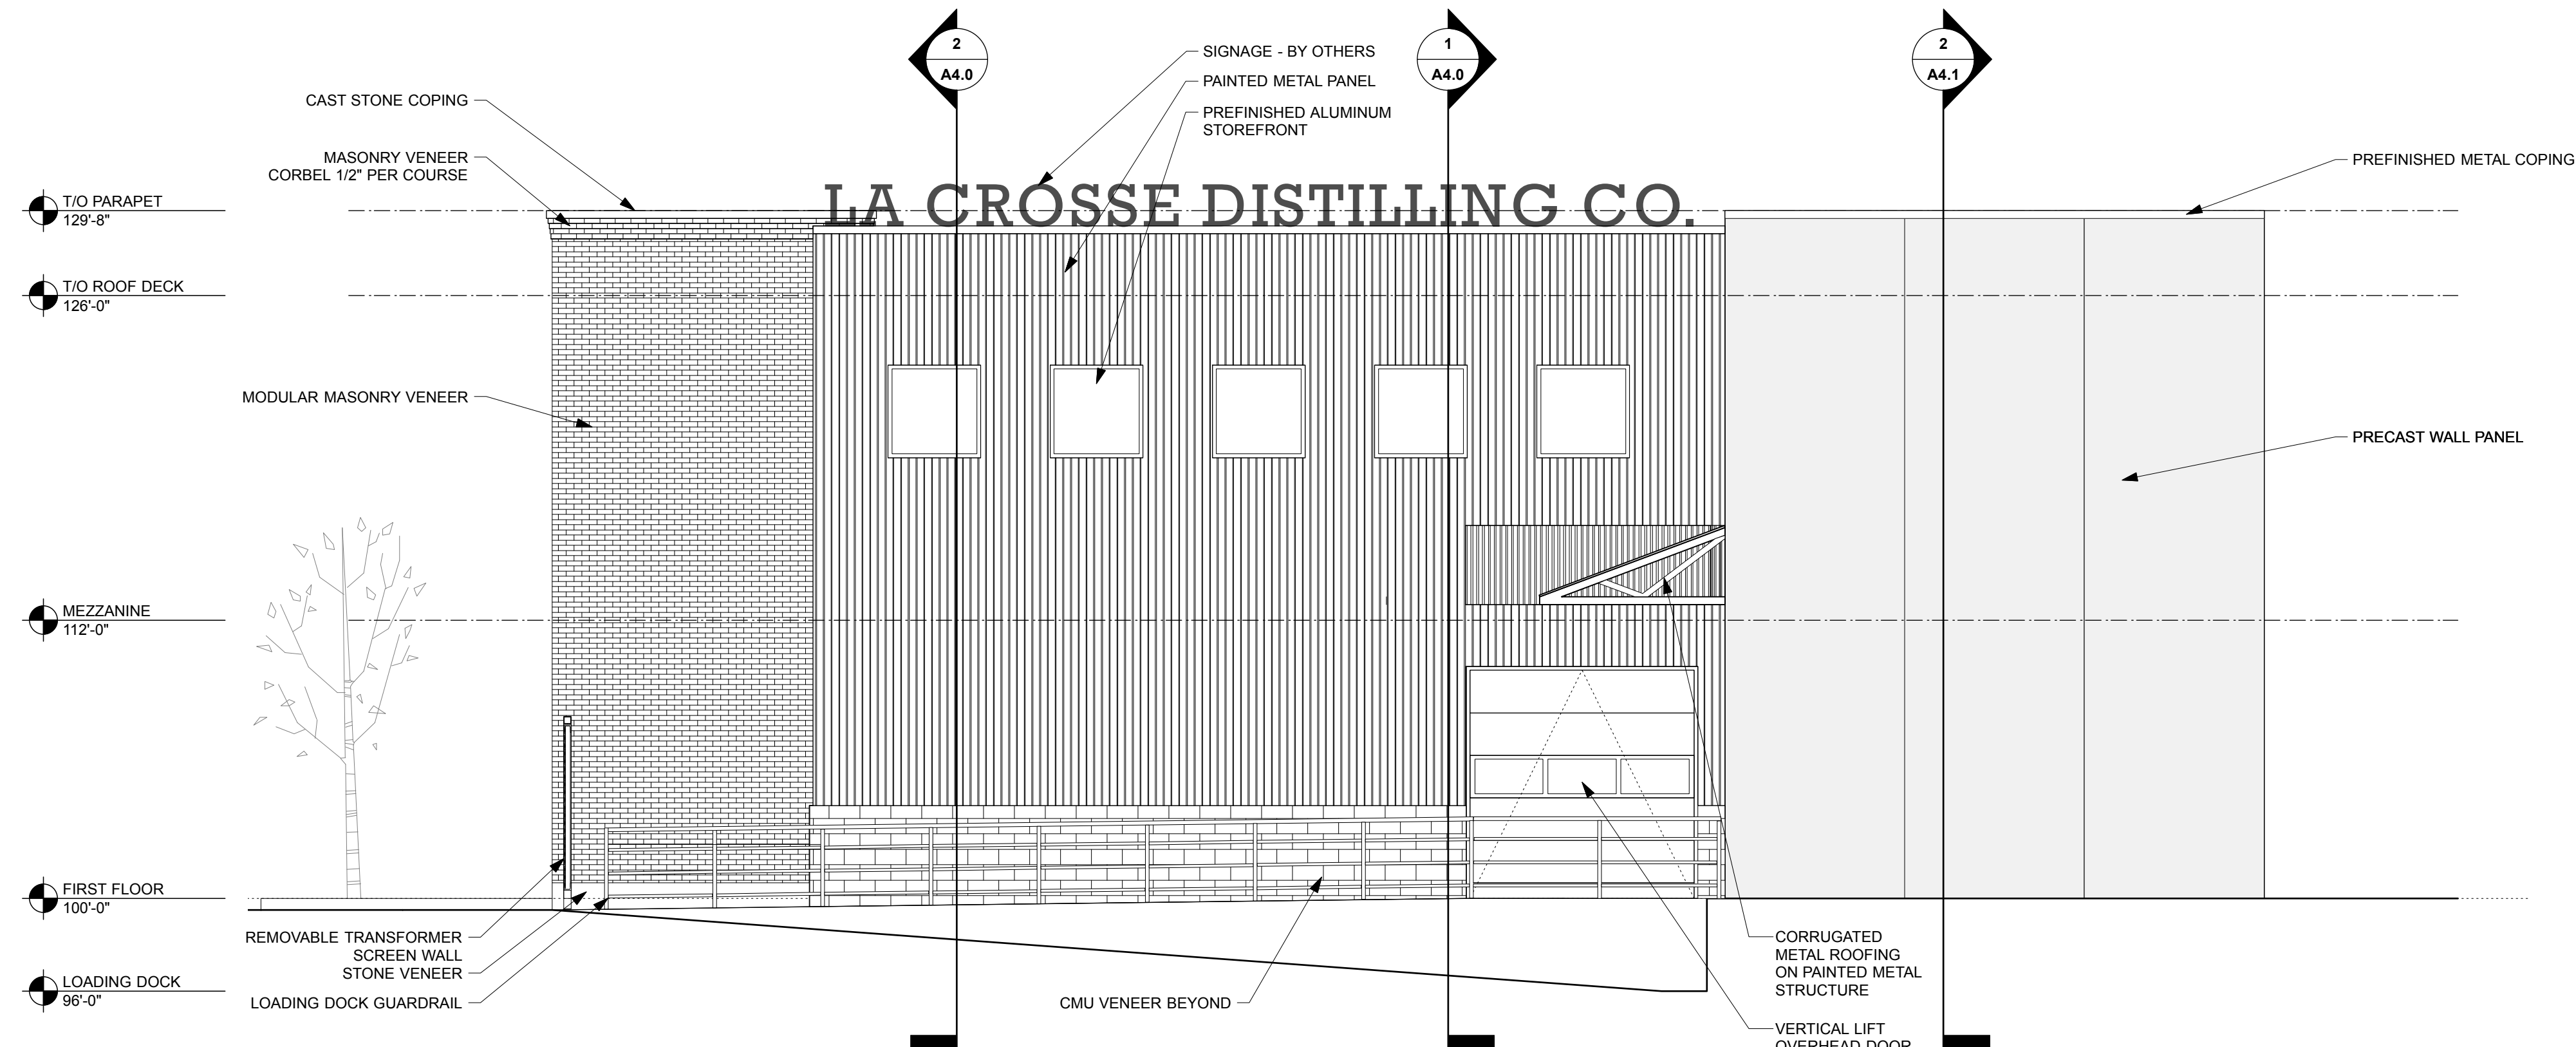 2
A4.0
1
A4.0
2
A4.1
SIGNAGE - BY OTHERS
PAINTED METAL PANEL
PREFINISHED ALUMINUM
STOREFRONT
CAST STONE COPING
MASONRY VENEER
CORBEL 1/2" PER COURSE
PREFINISHED METAL COPING
T/O PARAPET
129'-8"
LA CROSSE DISTILLING CO.
T/O ROOF DECK
126'-0"
MODULAR MASONRY VENEER
PRECAST WALL PANEL
MEZZANINE
112'-0"
FIRST FLOOR
100'-0"
REMOVABLE TRANSFORMER
SCREEN WALL
STONE VENEER
LOADING DOCK GUARDRAIL
LOADING DOCK
96'-0"
CMU VENEER BEYOND
CORRUGATED
METAL ROOFING
ON PAINTED METAL
STRUCTURE
VERTICAL LIFT
OVERHEAD DOOR